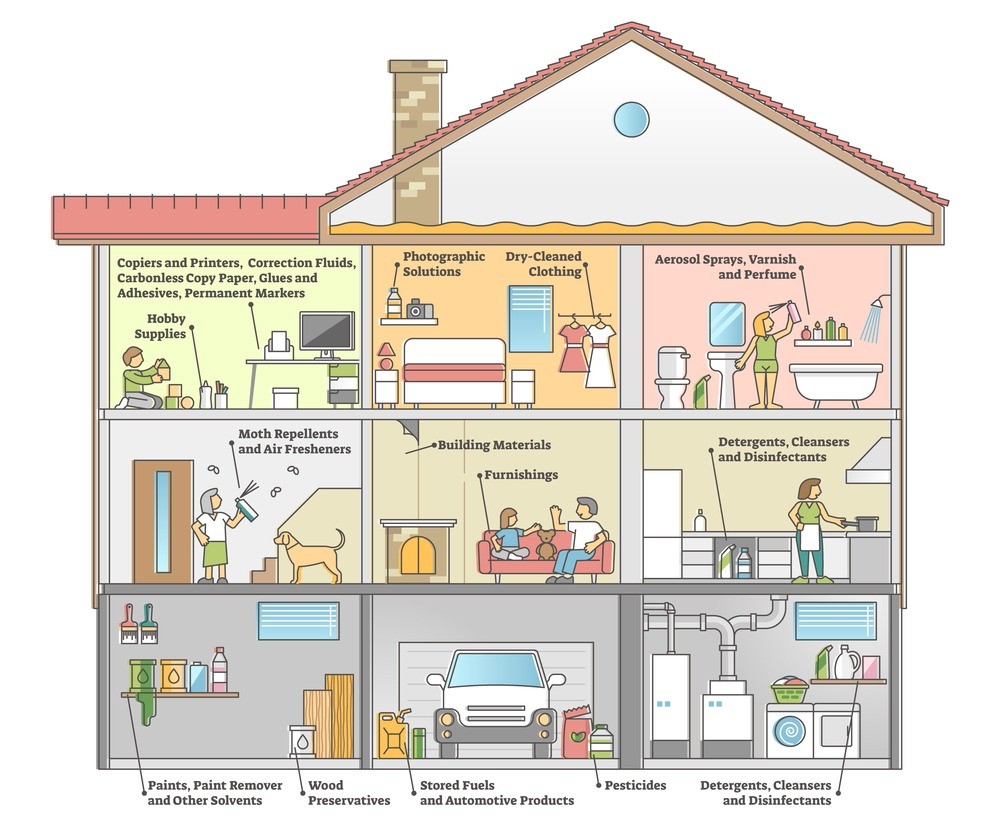 Copiers and Printers, Correction Fluids,
Carbonless Copy Paper, Glues and
Adhesives, Permanent Markers
Hobby
Supplies
Photographic
Solutions
Dry-Cleaned
Clothing
Aerosol Sprays, Varnish
and Perfume
Moth Repellents
and Air Fresheners
Building Materials
Furnishings
Detergents, Cleansers
and Disinfectants
Paints, Paint Remover
and Other Solvents
Wood
Preservatives
Stored Fuels
and Automotive Products
Pesticides
Detergents, Cleansers
and Disinfectants